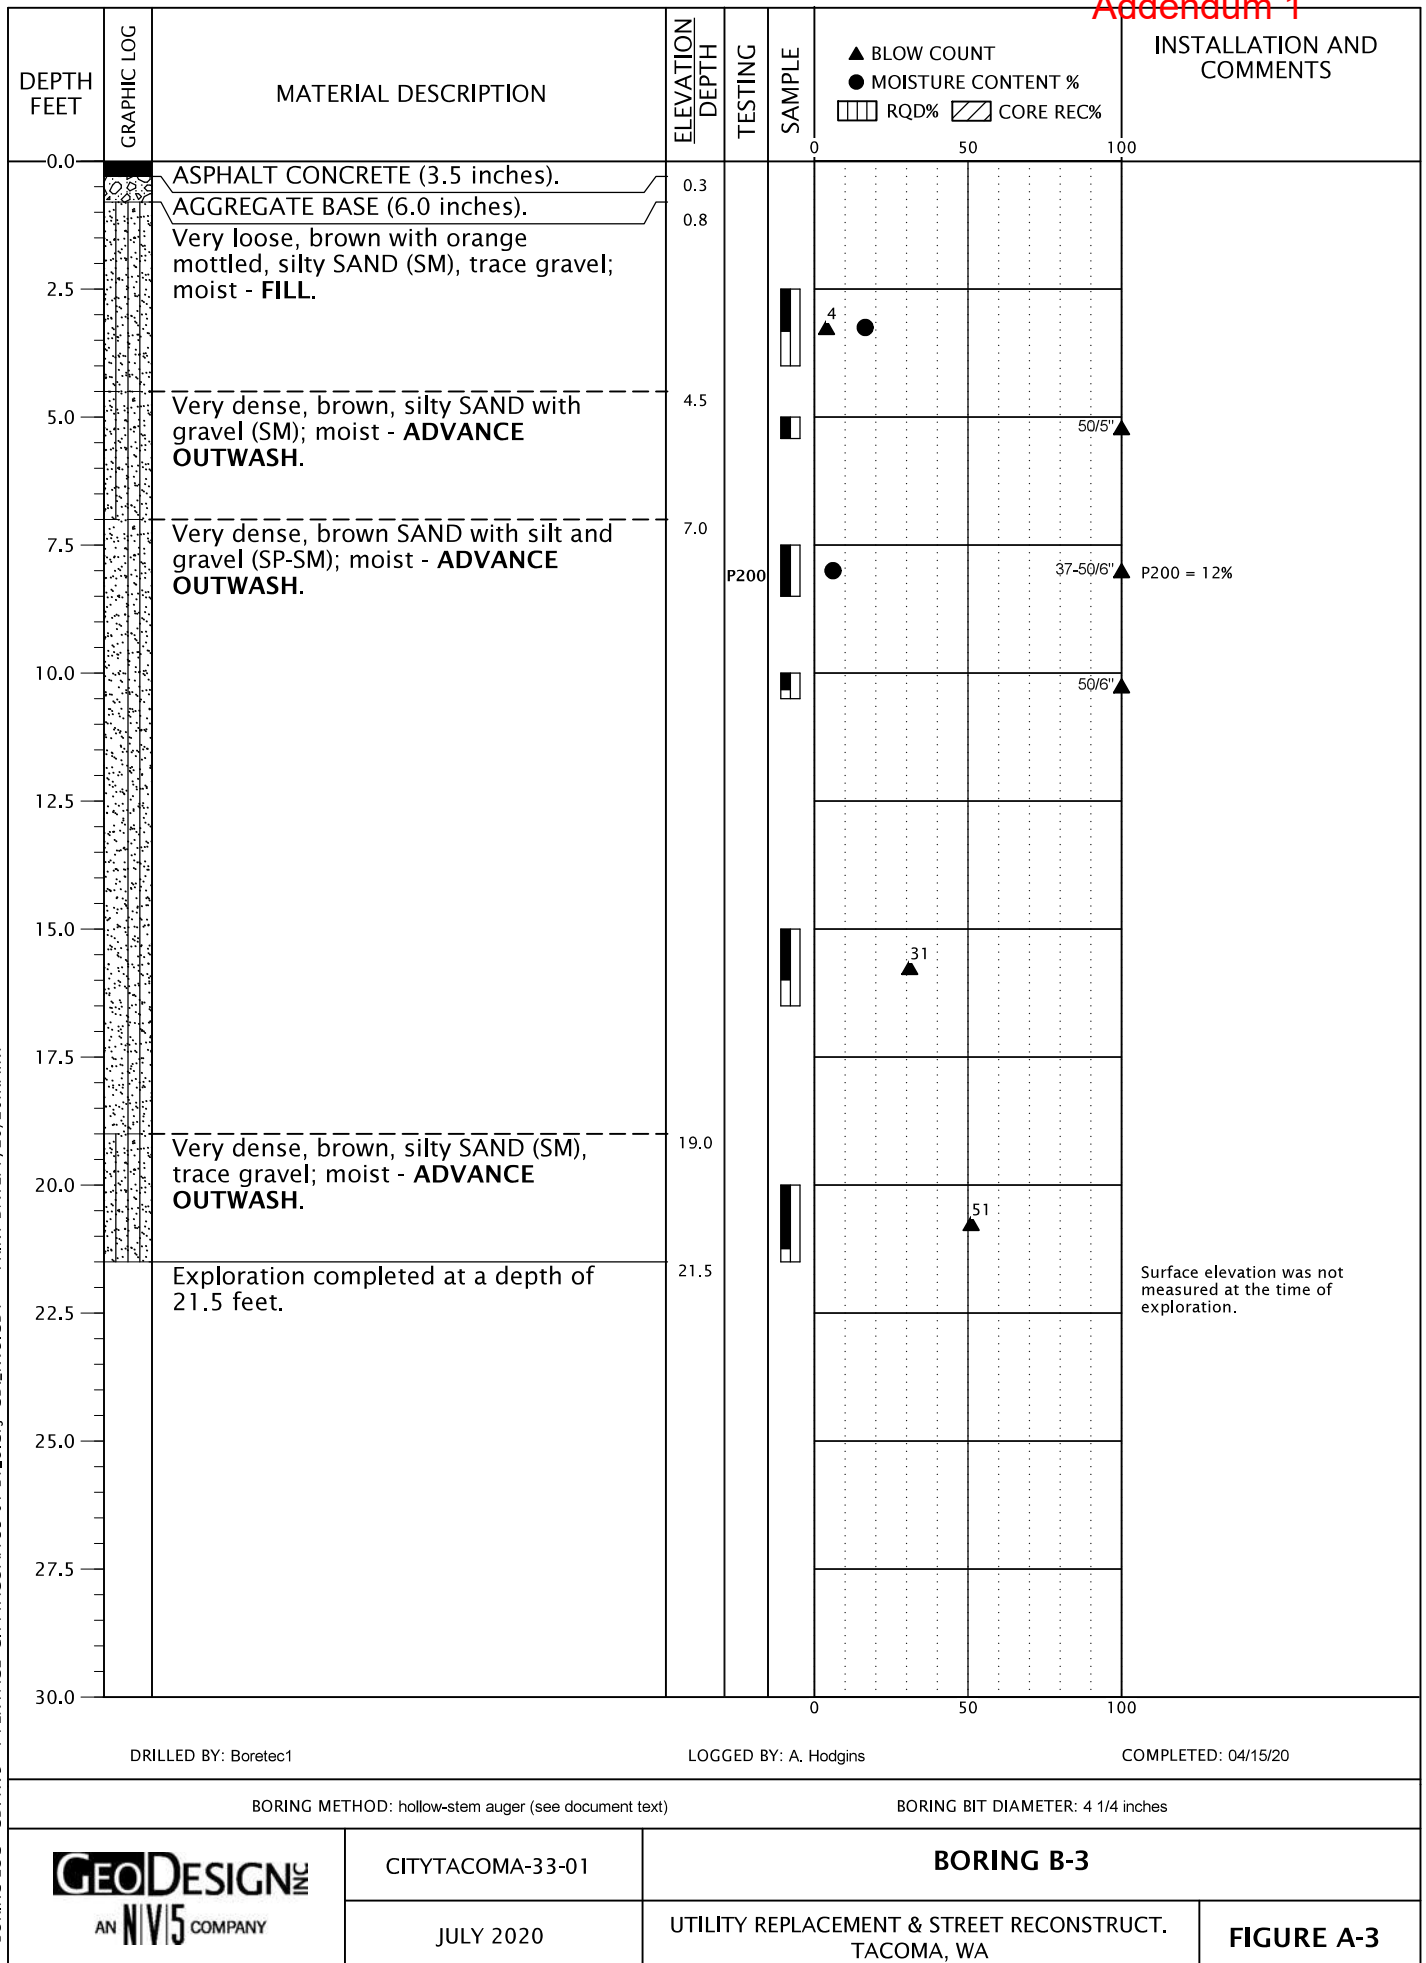 Addendum 1
DEPTH
FEET
GRAPHIC LOG
MATERIAL DESCRIPTION
ELEVATION
DEPTH
TESTING
SAMPLE
▲ BLOW COUNT
● MOISTURE CONTENT %
RQD% CORE REC%
INSTALLATION AND
COMMENTS
0 50 100
0.0
ASPHALT CONCRETE (3.5 inches).
0.3
AGGREGATE BASE (6.0 inches).
0.8
Very loose, brown with orange
mottled, silty SAND (SM), trace gravel;
moist - FILL.
2.5
4
4.5
Very dense, brown, silty SAND with
gravel (SM); moist - ADVANCE
OUTWASH.
5.0
50/5"
7.0
Very dense, brown SAND with silt and
gravel (SP-SM); moist - ADVANCE
OUTWASH.
7.5
P200
37-50/6"
P200 = 12%
10.0
50/6"
12.5
15.0
31
17.5
19.0
Very dense, brown, silty SAND (SM),
trace gravel; moist - ADVANCE
OUTWASH.
20.0
51
21.5
Exploration completed at a depth of
21.5 feet.
Surface elevation was not
measured at the time of
exploration.
22.5
25.0
27.5
30.0
0 50 100
DRILLED BY: Boretec1
LOGGED BY: A. Hodgins
COMPLETED: 04/15/20
BORING METHOD: hollow-stem auger (see document text)
BORING BIT DIAMETER: 4 1/4 inches
GEODESIGN INC
AN NV5 COMPANY
CITYTACOMA-33-01
JULY 2020
BORING B-3
UTILITY REPLACEMENT & STREET RECONSTRUCT.
TACOMA, WA
FIGURE A-3